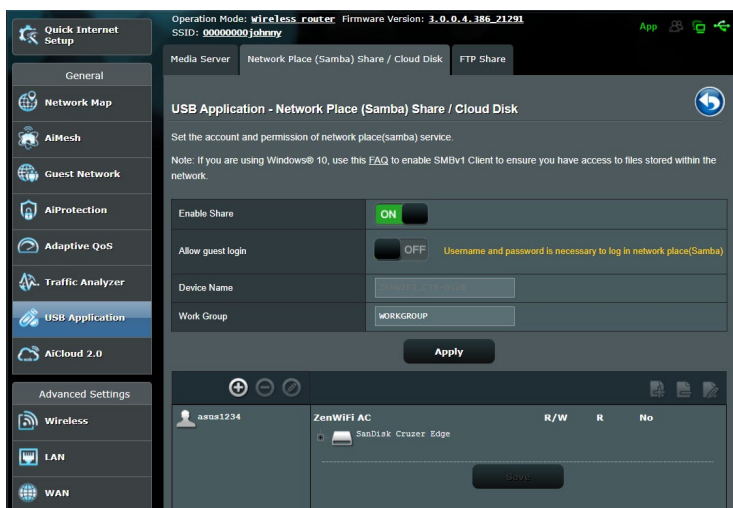 Quick Internet
Setup
General
Network Map
AiMesh
Guest Network
AiProtection
Adaptive QoS
Traffic Analyzer
USB Application
AiCloud 2.0
Advanced Settings
Wireless
LAN
WAN
Operation Mode: Wireless router Firmware Version: 3.0.0.4.386_21291
SSID: 00000000johnny
App
Media Server
Network Place (Samba) Share / Cloud Disk
FTP Share
USB Application - Network Place (Samba) Share / Cloud Disk
Set the account and permission of network place(samba) service.
Note: If you are using Windows® 10, use this FAQ to enable SMBv1 Client to ensure you have access to files stored within the
network.
Enable Share ON
Allow guest login OFF Username and password is necessary to log in network place(Samba)
Device Name
Work Group WORKGROUP
Apply
asus1234
ZenWiFi AC R/W R No
SanDisk Cruzer Edge
Save